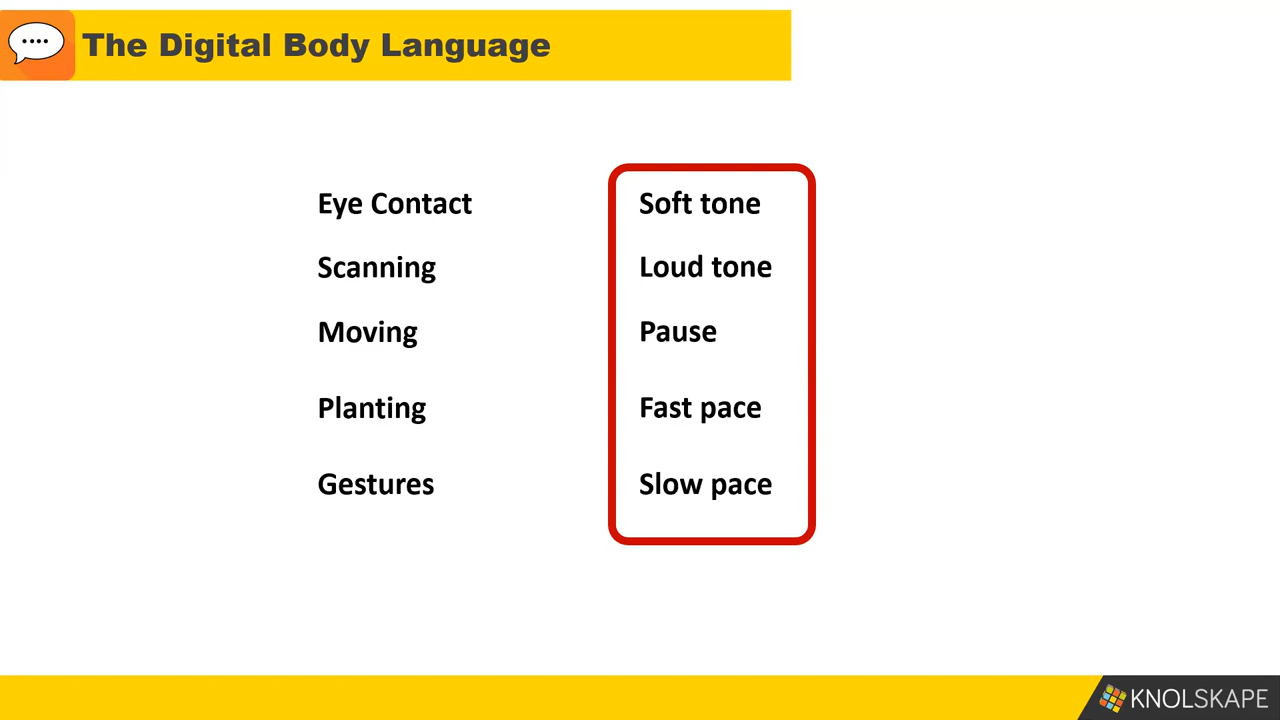 The Digital Body Language
Eye Contact
Soft tone
Scanning
Loud tone
Moving
Pause
Planting
Fast pace
Gestures
Slow pace
KNOLSKAPE